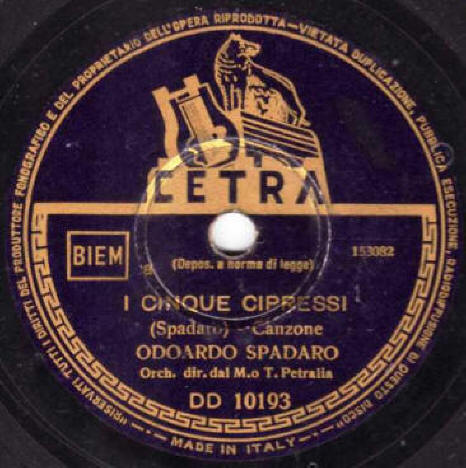 "RISERVATI TUTTI I DIRITTI DEL PRODUTTORE FONOGRAFICO E DEL PROPRIETARIO DELL'OPERA RIPRODOTTA - VIETATA DUPLICAZIONE, PUBBLICA ESECUZIONE, RADIODIFFUSIONE DI QUESTO DISCO"
CETRA
BIEM
153082
(Depos. a norma di legge)
I CINQUE CIPRESSI
(Spadaro) - Canzone
ODOARDO SPADARO
Orch. dir. dal M.o T. Petralia
DD 10193
MADE IN ITALY